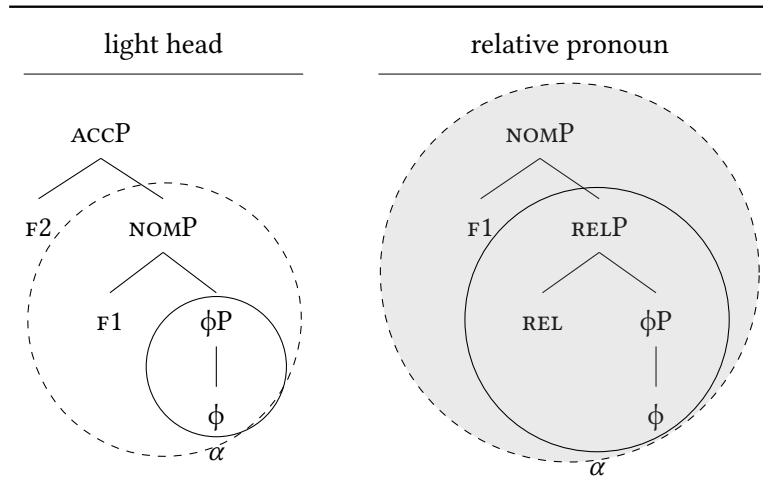 light head relative pronoun
ACCP NOMP
F2 NOMP F1 RELP
F1 ϕP REL ϕP
ϕ ϕ
α α